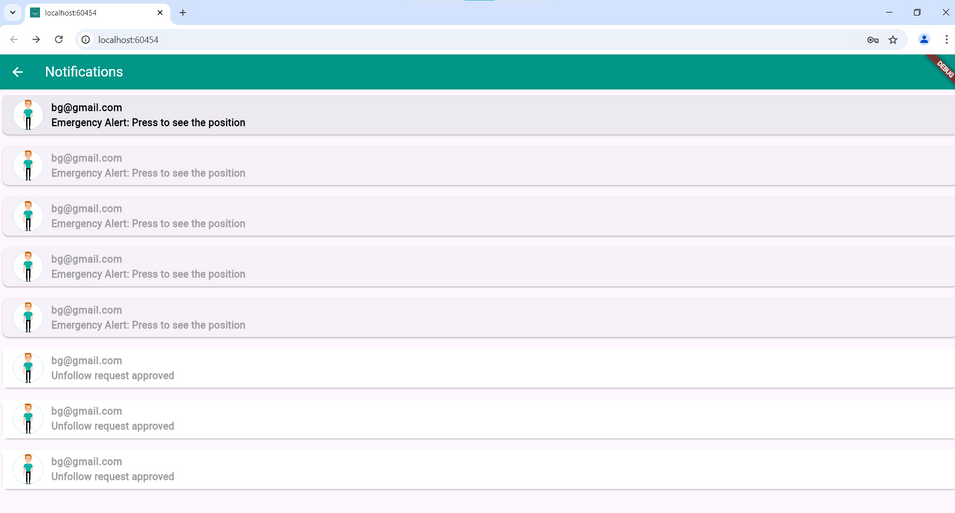 localhost:60454
localhost:60454
Notifications
DEBUG
bg@gmail.com
Emergency Alert: Press to see the position
bg@gmail.com
Emergency Alert: Press to see the position
bg@gmail.com
Emergency Alert: Press to see the position
bg@gmail.com
Emergency Alert: Press to see the position
bg@gmail.com
Emergency Alert: Press to see the position
bg@gmail.com
Unfollow request approved
bg@gmail.com
Unfollow request approved
bg@gmail.com
Unfollow request approved